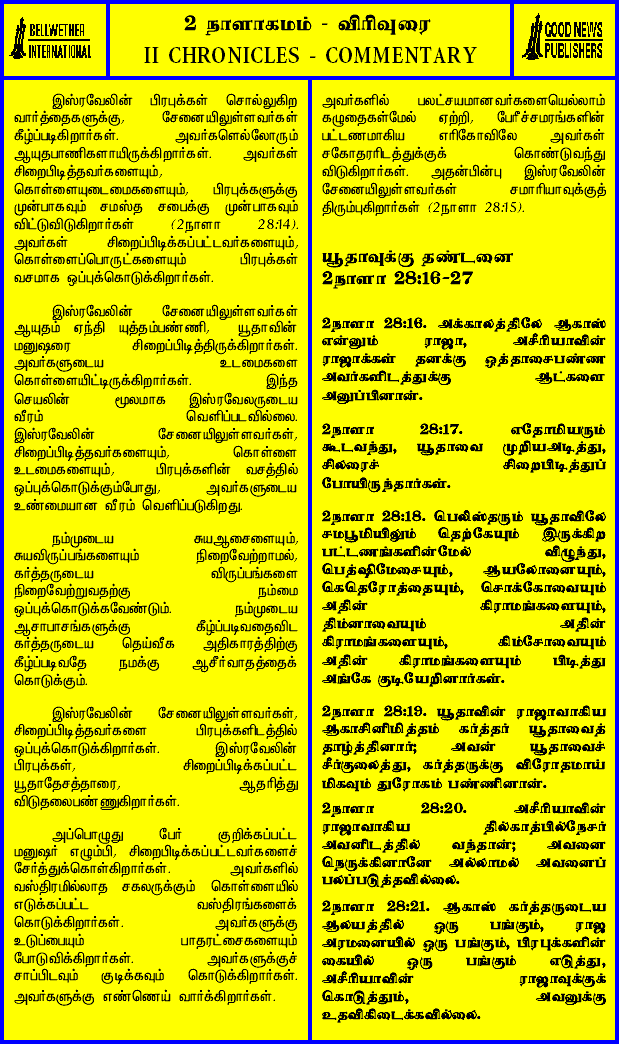 BELLWETHER
INTERNATIONAL
2 நாளாகமம் - விரிவுரை
II CHRONICLES - COMMENTARY
GOOD NEWS
PUBLISHERS
இஸ்ரவேலின் பிரபுக்கள் சொல்லுகிற
வார்த்தைகளுக்கு, சேனையிலுள்ளவர்கள்
கீழ்ப்படிகிறார்கள். அவர்களெல்லோரும்
ஆயுதபாணிகளாயிருக்கிறார்கள். அவர்கள்
சிறைபிடித்தவர்களையும்,
கொள்ளையுடைமைகளையும், பிரபுக்களுக்கு
முன்பாகவும் சமஸ்த சபைக்கு முன்பாகவும்
விட்டுவிடுகிறார்கள் (2நாளா 28:14).
அவர்கள் சிறைப்பிடிக்கப்பட்டவர்களையும்,
கொள்ளைப்பொருட்களையும் பிரபுக்கள்
வசமாக ஒப்புக்கொடுக்கிறார்கள்.
இஸ்ரவேலின் சேனையிலுள்ளவர்கள்
ஆயுதம் ஏந்தி யுத்தம்பண்ணி, யூதாவின்
மனுஷரை சிறைப்பிடித்திருக்கிறார்கள்.
அவர்களுடைய உடமைகளை
கொள்ளையிட்டிருக்கிறார்கள். இந்த
செயலின் மூலமாக இஸ்ரவேலருடைய
வீரம் வெளிப்படவில்லை.
இஸ்ரவேலின் சேனையிலுள்ளவர்கள்,
சிறைப்பிடித்தவர்களையும், கொள்ளை
உடமைகளையும், பிரபுக்களின் வசத்தில்
ஒப்புக்கொடுக்கும்போது, அவர்களுடைய
உண்மையான வீரம் வெளிப்படுகிறது.
நம்முடைய சுயஆசைளையும்,
சுயவிருப்பங்களையும் நிறைவேற்றாமல்,
கர்த்தருடைய விருப்பங்களை
நிறைவேற்றுவதற்கு நம்மை
ஒப்புக்கொடுக்கவேண்டும். நம்முடைய
ஆசாபாசங்களுக்கு கீழ்ப்படிவதைவிட
கர்த்தருடைய தெய்வீக அதிகாரத்திற்கு
கீழ்ப்படிவதே நமக்கு ஆசீர்வாதத்தைக்
கொடுக்கும்.
இஸ்ரவேலின் சேனையிலுள்ளவர்கள்,
சிறைப்பிடித்தவர்களை பிரபுக்களிடத்தில்
ஒப்புக்கொடுக்கிறார்கள். இஸ்ரவேலின்
பிரபுக்கள், சிறைப்பிடிக்கப்பட்ட
யூதாதேசத்தாரை, ஆதரித்து
விடுதலைபண்ணுகிறார்கள்.
அப்பொழுது பேர் குறிக்கப்பட்ட
மனுஷர் எழும்பி, சிறைபிடிக்கப்பட்டவர்களைச்
சேர்த்துக்கொள்கிறார்கள். அவர்களில்
வஸ்திரமில்லாத சகலருக்கும் கொள்ளையில்
எடுக்கப்பட்ட வஸ்திரங்களைக்
கொடுக்கிறார்கள். அவர்களுக்கு
உடுப்பையும் பாதரட்சைகளையும்
போடுவிக்கிறார்கள். அவர்களுக்குச்
சாப்பிடவும் குடிக்கவும் கொடுக்கிறார்கள்.
அவர்களுக்கு எண்ணெய் வார்க்கிறார்கள்.
அவர்களில் பலட்சயமானவர்களையெல்லாம்
கழுதைகள்மேல் ஏற்றி, பேரீச்சமரங்களின்
பட்டணமாகிய எரிகோவிலே அவர்கள்
சகோதரரிடத்துக்குக் கொண்டுவந்து
விடுகிறார்கள். அதன்பின்பு இஸ்ரவேலின்
சேனையிலுள்ளவர்கள் சமாரியாவுக்குத்
திரும்புகிறார்கள் (2நாளா 28:15).
யூதாவுக்கு தண்டனை
2நாளா 28:16-27
2நாளா 28:16. அக்காலத்திலே ஆகாஸ்
என்னும் ராஜா, அசீரியாவின்
ராஜாக்கள் தனக்கு ஒத்தாசைபண்ண
அவர்களிடத்துக்கு ஆட்களை
அனுப்பினான்.
2நாளா 28:17. ஏதோமியரும்
கூடவந்து, யூதாவை முறியஅடித்து,
சிலரைச் சிறைபிடித்துப்
போயிருந்தார்கள்.
2நாளா 28:18. பெலிஸ்தரும் யூதாவிலே
சமபூமியிலும் தெற்கேயும் இருக்கிற
பட்டணங்களின்மேல் விழுந்து,
பெத்ஷிமேசையும், ஆயலோனையும்,
கெதெரோத்தையும், சொக்கோவையும்
அதின் கிராமங்களையும்,
திம்னாவையும் அதின்
கிராமங்களையும், கிம்சோவையும்
அதின் கிராமங்களையும் பிடித்து
அங்கே குடியேறினார்கள்.
2நாளா 28:19. யூதாவின் ராஜாவாகிய
ஆகாசினிமித்தம் கர்த்தர் யூதாவைத்
தாழ்த்தினார்; அவன் யூதாவைச்
சீர்குலைத்து, கர்த்தருக்கு விரோதமாய்
மிகவும் துரோகம் பண்ணினான்.
2நாளா 28:20. அசீரியாவின்
ராஜாவாகிய தில்காத்பில்நேசர்
அவனிடத்தில் வந்தான்; அவனை
நெருக்கினானே அல்லாமல் அவனைப்
பலப்படுத்தவில்லை.
2நாளா 28:21. ஆகாஸ் கர்த்தருடைய
ஆலயத்தில் ஒரு பங்கும், ராஜ
அரமனையில் ஒரு பங்கும், பிரபுக்களின்
கையில் ஒரு பங்கும் எடுத்து,
அசீரியாவின் ராஜாவுக்குக்
கொடுத்தும், அவனுக்கு
உதவிகிடைக்கவில்லை.